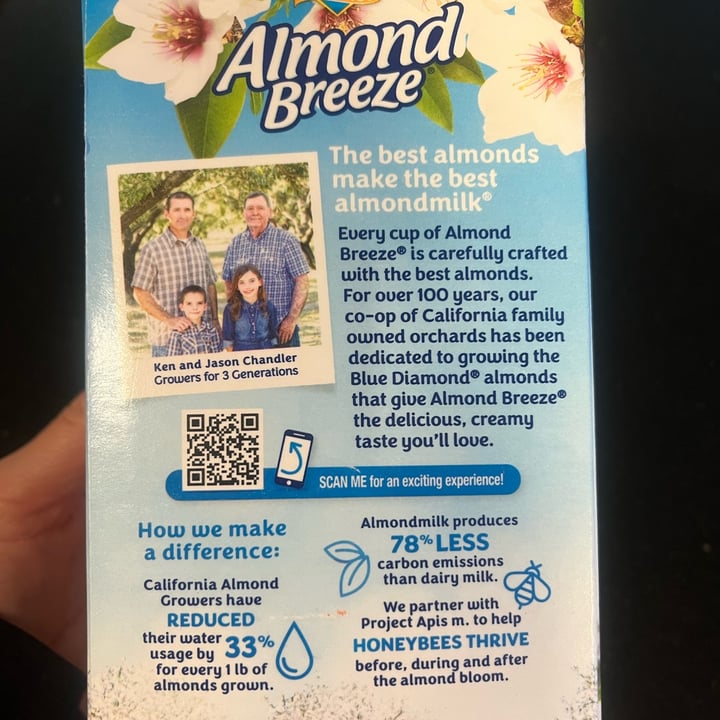 Almond
Breeze®
The best almonds
make the best
almondmilk®
Every cup of Almond
Breeze® is carefully crafted
with the best almonds.
For over 100 years, our
co-op of California family
owned orchards has been
dedicated to growing the
Blue Diamond® almonds
that give Almond Breeze®
the delicious, creamy
taste you'll love.
Ken and Jason Chandler
Growers for 3 Generations
SCAN ME for an exciting experience!
How we make
a difference:
California Almond
Growers have
REDUCED
their water
usage by 33%
for every 1 lb of
almonds grown.
Almondmilk produces
78% LESS
carbon emissions
than dairy milk.
We partner with
Project Apis m. to help
HONEYBEES THRIVE
before, during and after
the almond bloom.